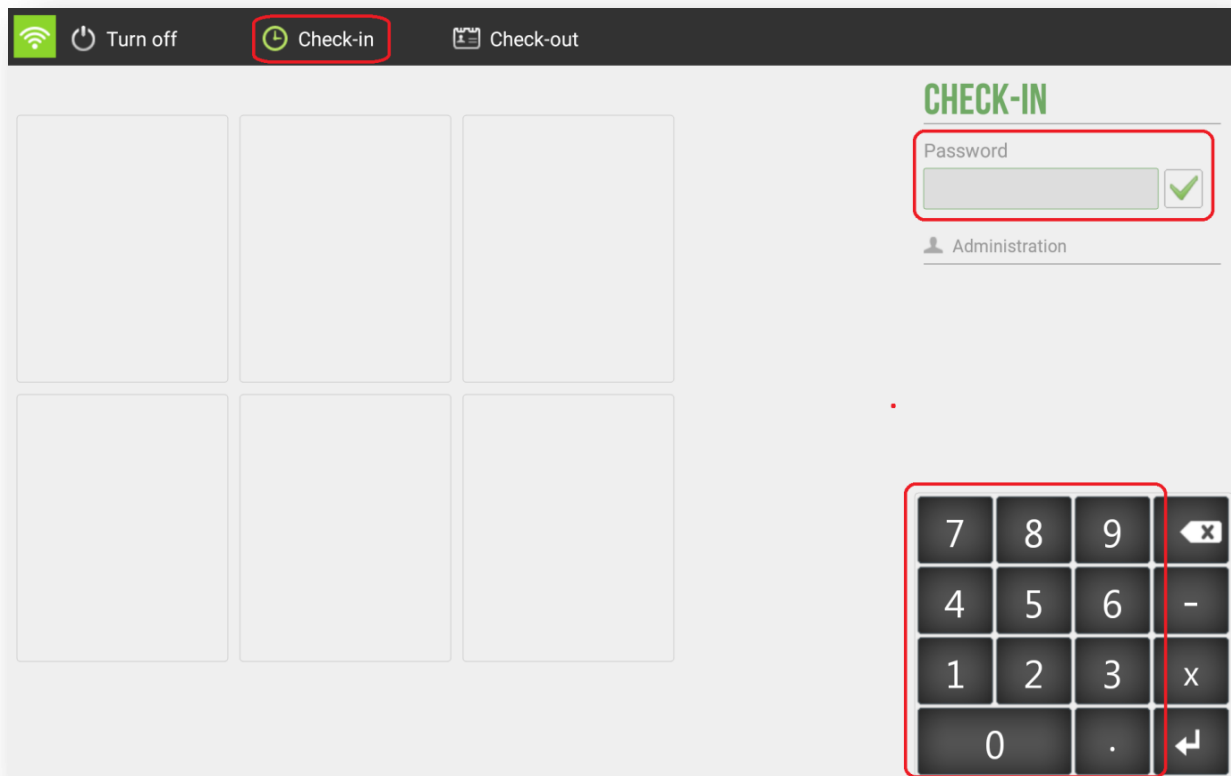 Turn off Check-in Check-out
CHECK-IN
Password
Administration
7 8 9 x
4 5 6 -
1 2 3 x
0 .